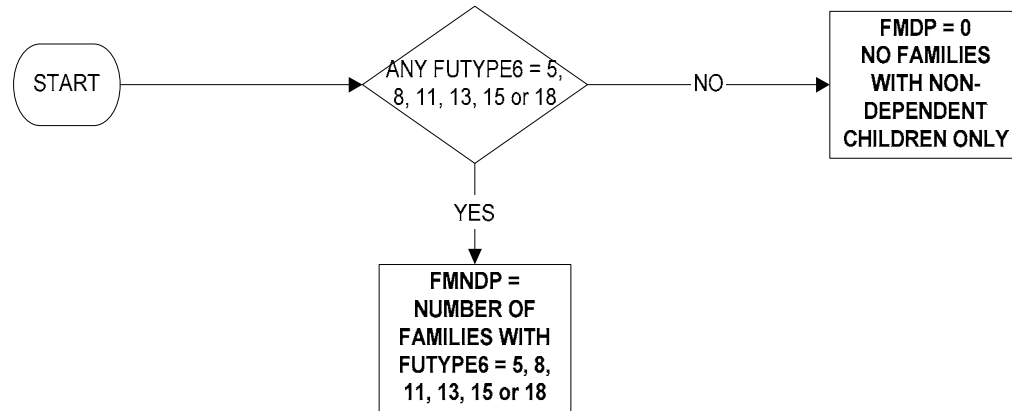 START
ANY FUTYPE6 = 5,
8, 11, 13, 15 or 18
NO
FMDP = 0
NO FAMILIES
WITH NON-
DEPENDENT
CHILDREN ONLY
YES
FMNDP =
NUMBER OF
FAMILIES WITH
FUTYPE6 = 5, 8,
11, 13, 15 or 18